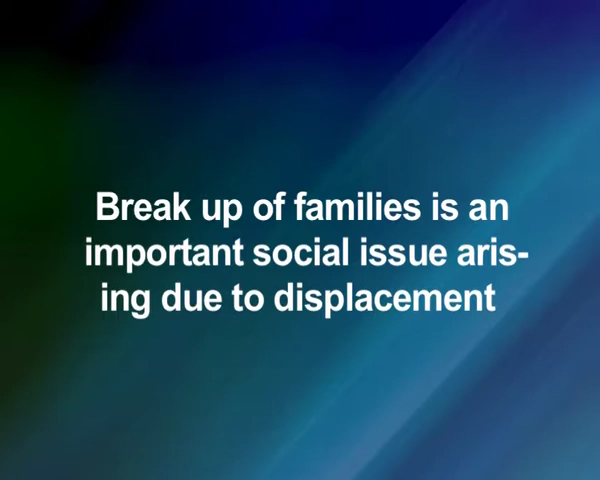 Break up of families is an
important social issue aris-
ing due to displacement